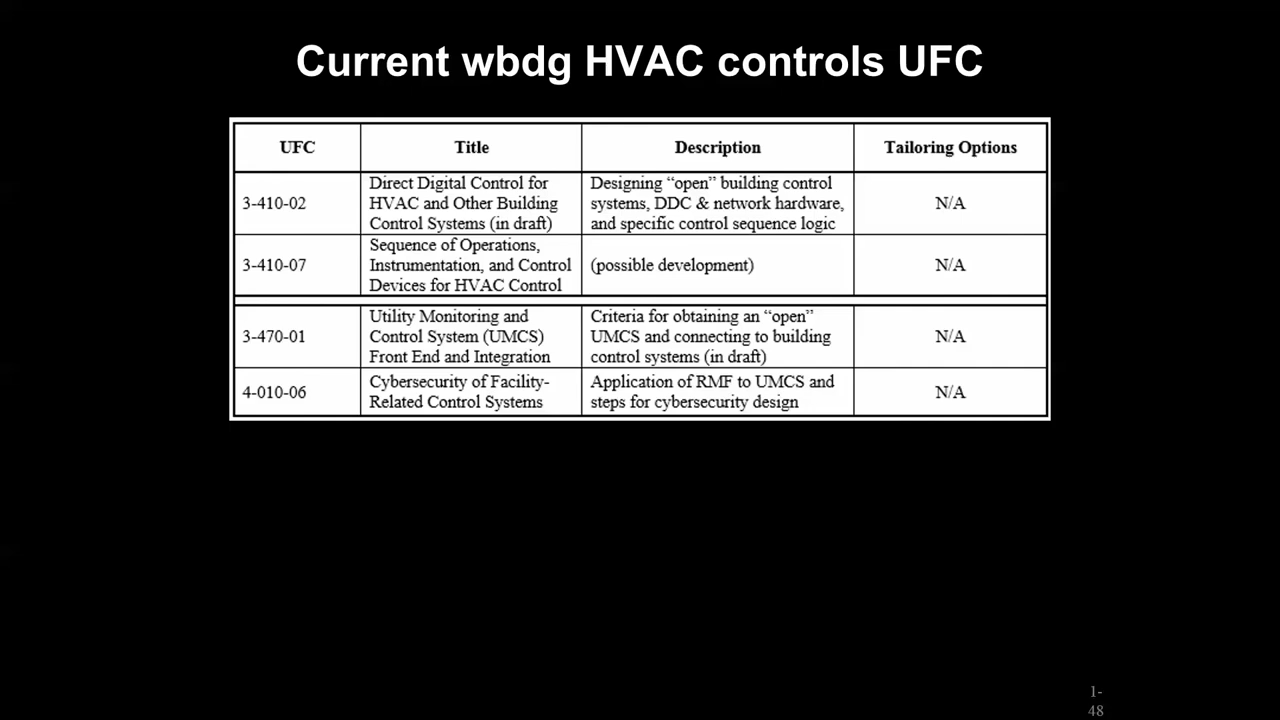 Current wbdg HVAC controls UFC
UFC
Title
Description
Tailoring Options
3-410-02
Direct Digital Control for
HVAC and Other Building
Control Systems (in draft)
Designing “open” building control
systems, DDC & network hardware,
and specific control sequence logic
N/A
3-410-07
Sequence of Operations,
Instrumentation, and Control
Devices for HVAC Control
(possible development)
N/A
3-470-01
Utility Monitoring and
Control System (UMCS)
Front End and Integration
Criteria for obtaining an “open”
UMCS and connecting to building
control systems (in draft)
N/A
4-010-06
Cybersecurity of Facility-
Related Control Systems
Application of RMF to UMCS and
steps for cybersecurity design
N/A
1-
48